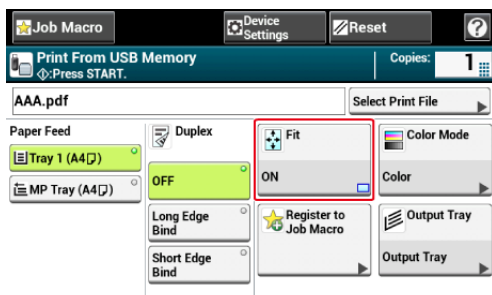 Job Macro
Device
Settings
Reset
?
Print From USB Memory
:Press START.
Copies:
1
AAA.pdf
Select Print File
Paper Feed
Tray 1 (A4)
MP Tray (A4)
Duplex
OFF
Long Edge
Bind
Short Edge
Bind
Fit
ON
Register to
Job Macro
Color Mode
Color
Output Tray
Output Tray